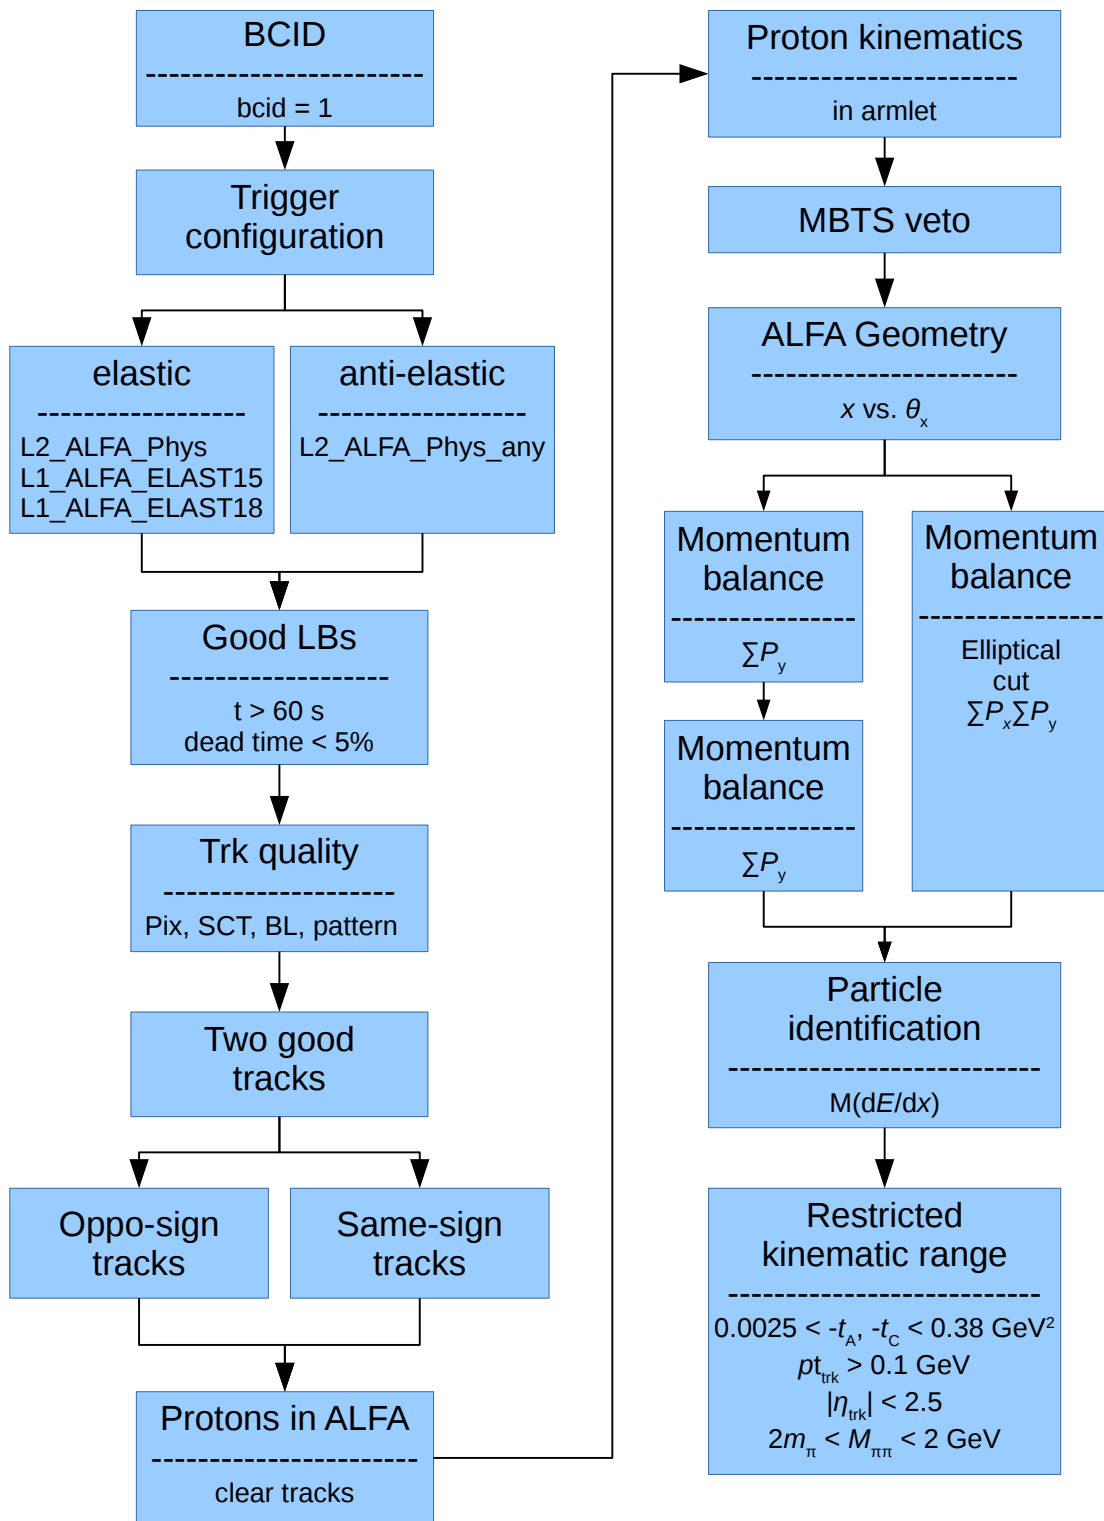 BCID
------------------------
bcid = 1
Trigger
configuration
elastic
------------------
L2_ALFA_Phys
L1_ALFA_ELAST15
L1_ALFA_ELAST18
anti-elastic
------------------
L2_ALFA_Phys_any
Good LBs
-------------------
t > 60 s
dead time < 5%
Trk quality
--------------------
Pix, SCT, BL, pattern
Two good
tracks
Oppo-sign
tracks
Same-sign
tracks
Protons in ALFA
-----------------------
clear tracks
Proton kinematics
-----------------------
in armlet
MBTS veto
ALFA Geometry
-----------------------
x vs. θx
Momentum
balance
----------------
∑Py
Momentum
balance
----------------
∑Py
Momentum
balance
----------------
Elliptical
cut
∑Px∑Py
Particle
identification
---------------------------
M(dE/dx)
Restricted
kinematic range
---------------------------
0.0025 < -tA, -tC < 0.38 GeV²
pttrk > 0.1 GeV
|ηtrk| < 2.5
2mπ < Mππ < 2 GeV